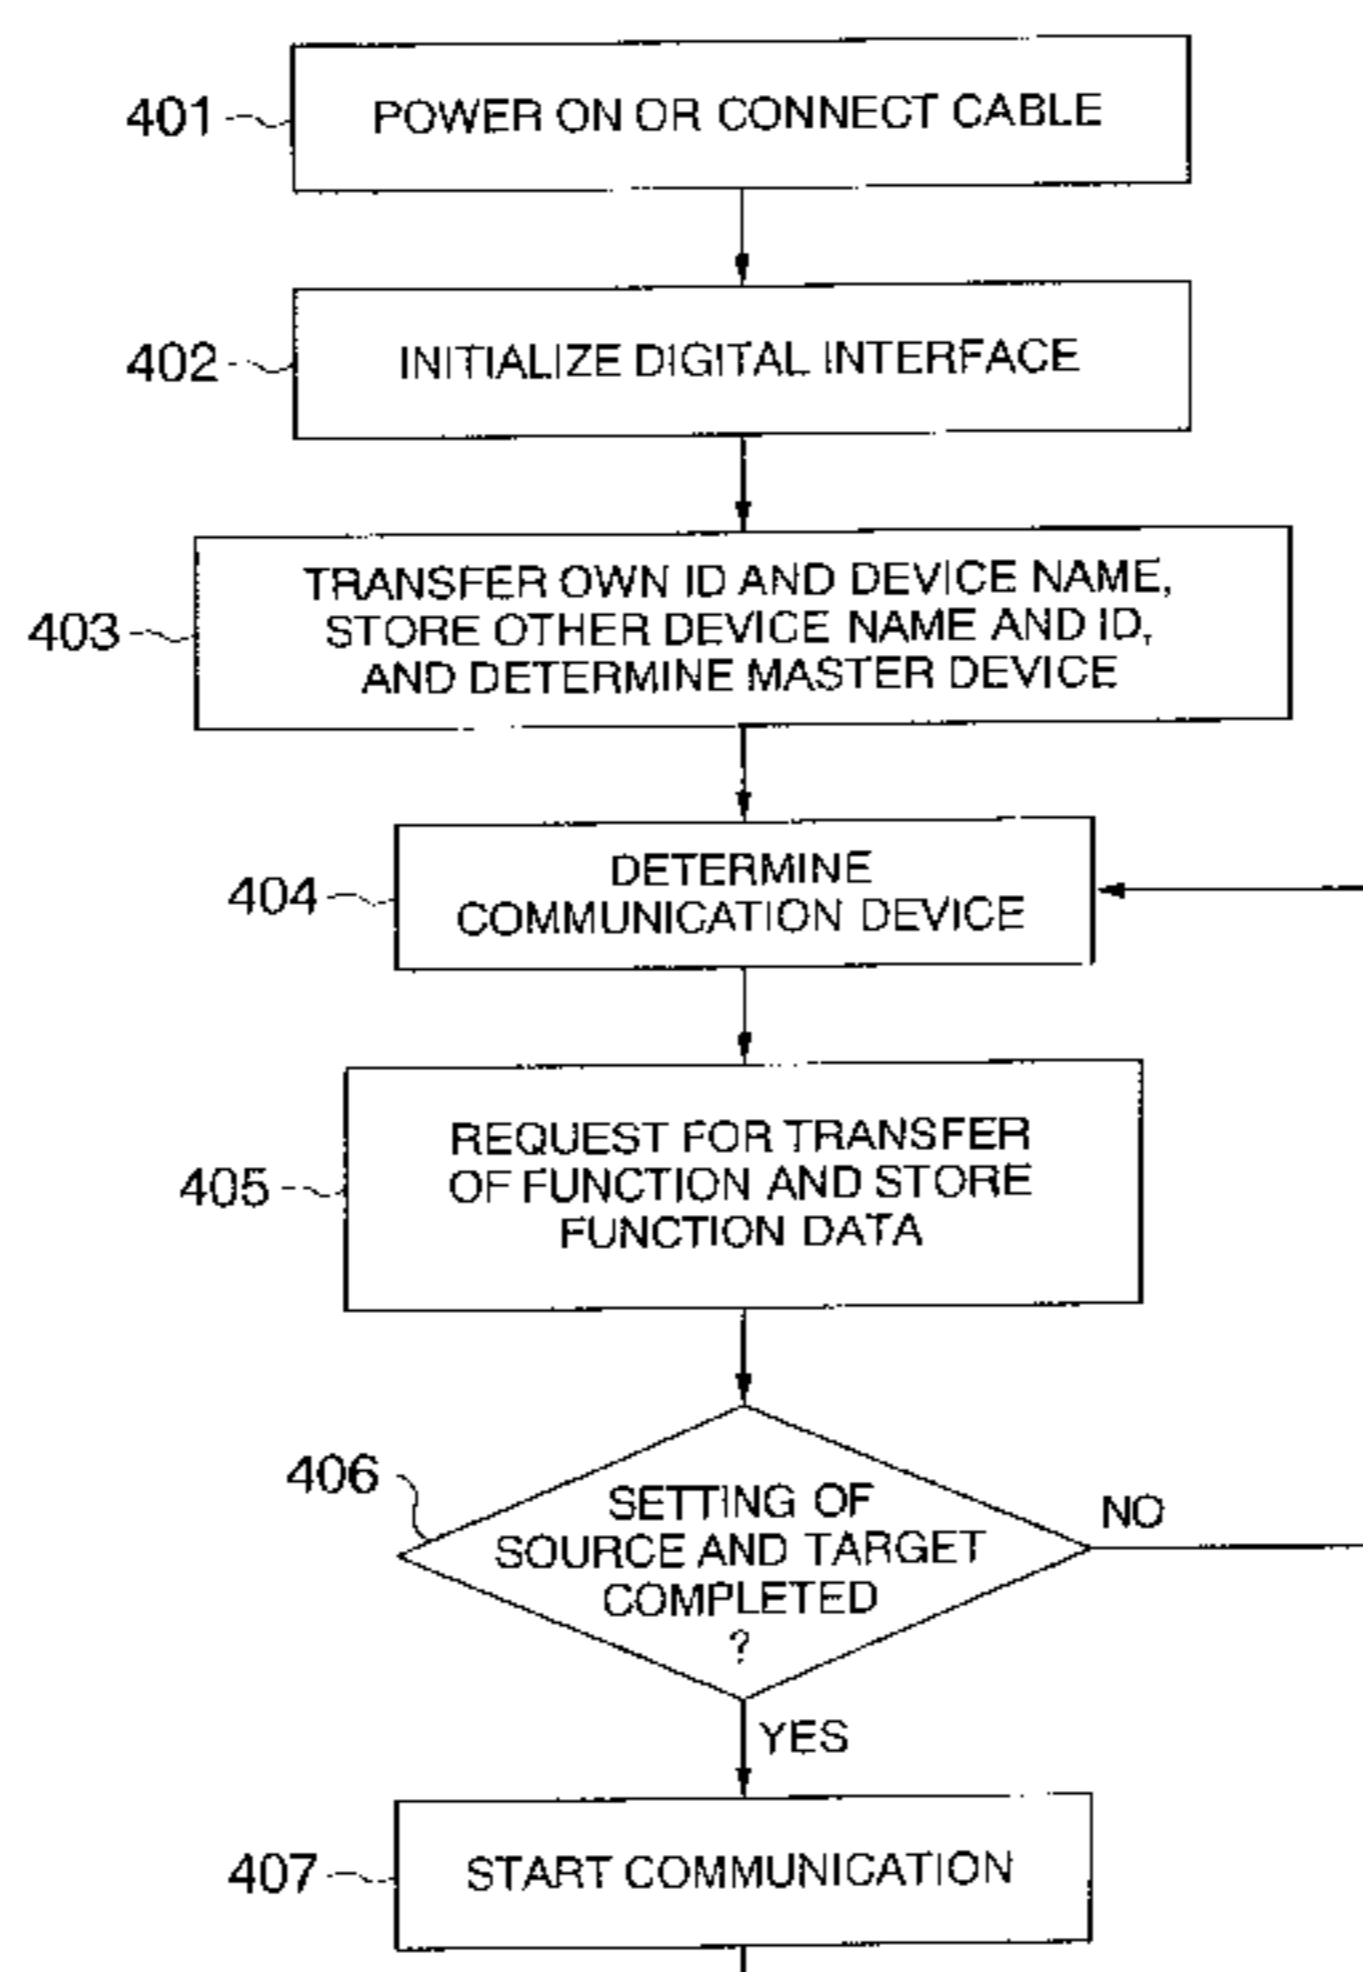 401
POWER ON OR CONNECT CABLE
402
INITIALIZE DIGITAL INTERFACE
403
TRANSFER OWN ID AND DEVICE NAME,
STORE OTHER DEVICE NAME AND ID,
AND DETERMINE MASTER DEVICE
404
DETERMINE
COMMUNICATION DEVICE
405
REQUEST FOR TRANSFER
OF FUNCTION AND STORE
FUNCTION DATA
406
SETTING OF
SOURCE AND TARGET
COMPLETED
?
NO
YES
407
START COMMUNICATION